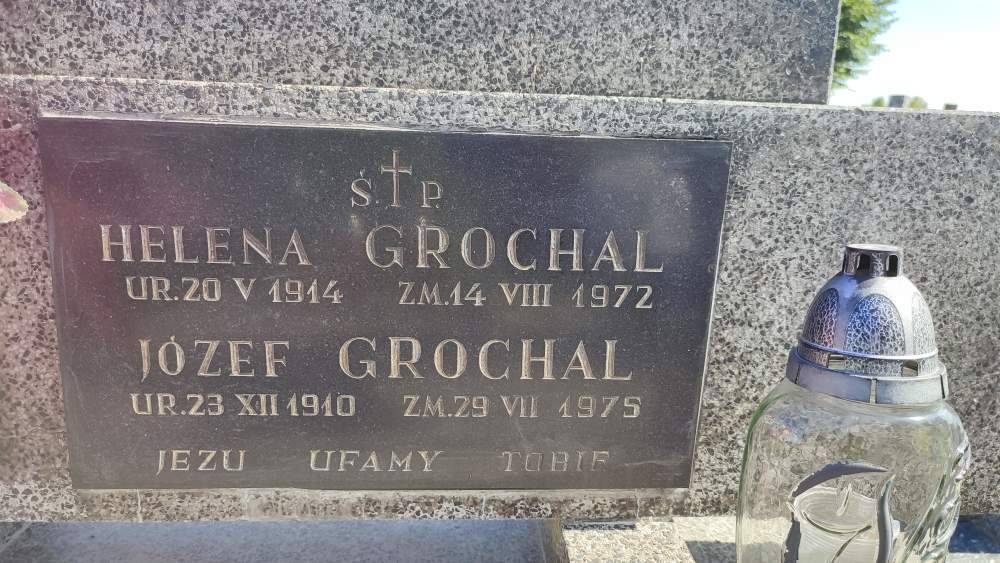 Ś.P.
HELENA GROCHAL
UR.20 V 1914 ZM.14 VIII 1972
JÓZEF GROCHAL
UR.23 XII 1910 ZM.29 VII 1975
JEZU UFAMY TOBIE